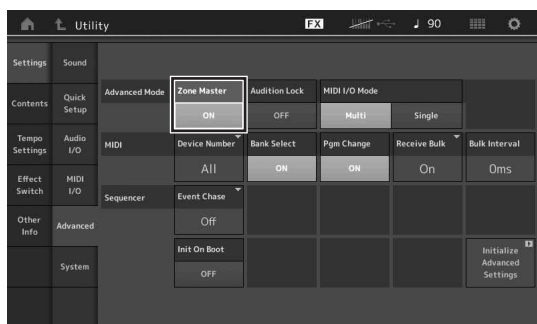 Utility
FX
90
Settings
Sound
Contents
Quick
Setup
Advanced Mode
Zone Master
ON
Audition Lock
OFF
MIDI I/O Mode
Multi
Single
Tempo
Settings
Audio
I/O
MIDI
Device Number
All
Bank Select
ON
Pgm Change
ON
Receive Bulk
On
Bulk Interval
0ms
Effect
Switch
MIDI
I/O
Sequencer
Event Chase
Off
Other
Info
Advanced
Init On Boot
OFF
Initialize
Advanced
Settings
System